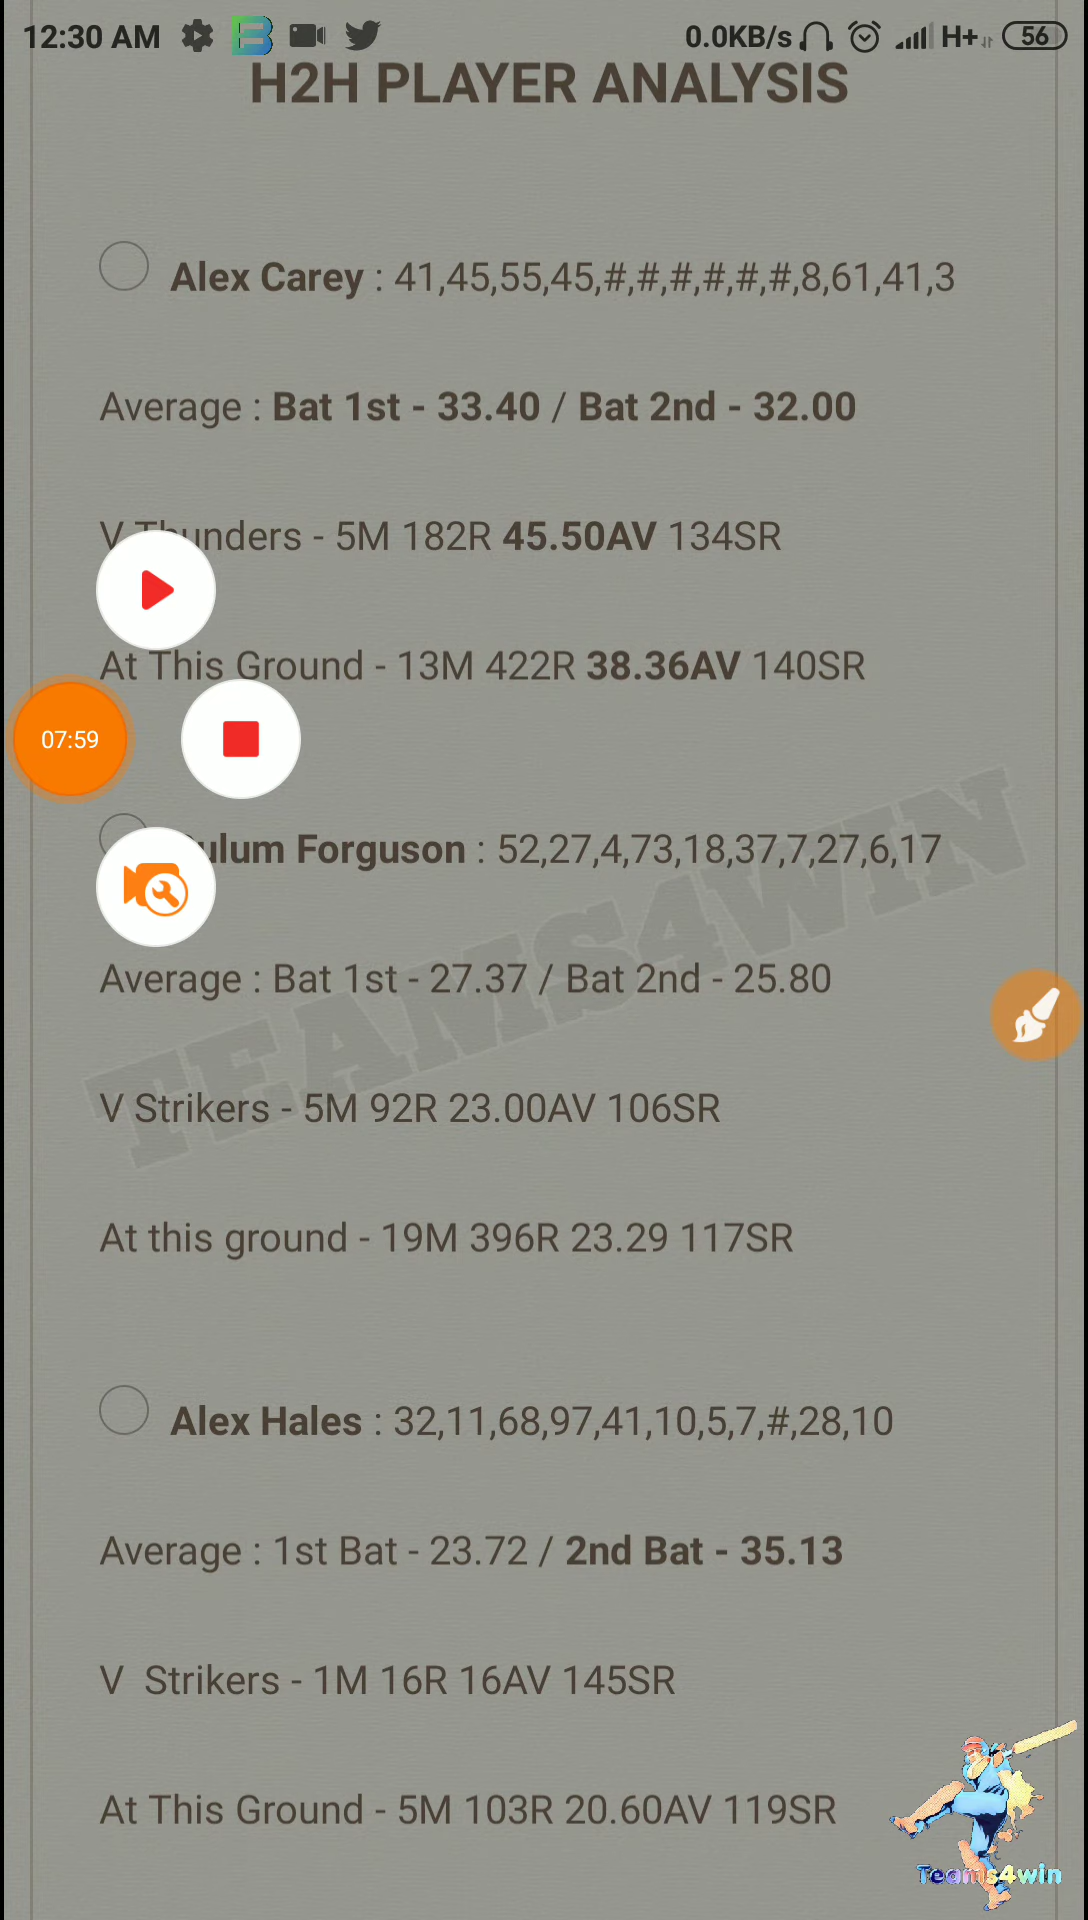 12:30 AM 0.0KB/s H+ 56
H2H PLAYER ANALYSIS
Alex Carey : 41,45,55,45,#,#,#,#,#,#,8,61,41,3
Average : Bat 1st - 33.40 / Bat 2nd - 32.00
V Thunders - 5M 182R 45.50AV 134SR
At This Ground - 13M 422R 38.36AV 140SR
07:59
ulum Forguson : 52,27,4,73,18,37,7,27,6,17
TEAMS4WIN
Average : Bat 1st - 27.37 / Bat 2nd - 25.80
V Strikers - 5M 92R 23.00AV 106SR
At this ground - 19M 396R 23.29 117SR
Alex Hales : 32,11,68,97,41,10,5,7,#,28,10
Average : 1st Bat - 23.72 / 2nd Bat - 35.13
V Strikers - 1M 16R 16AV 145SR
At This Ground - 5M 103R 20.60AV 119SR
Teams4win